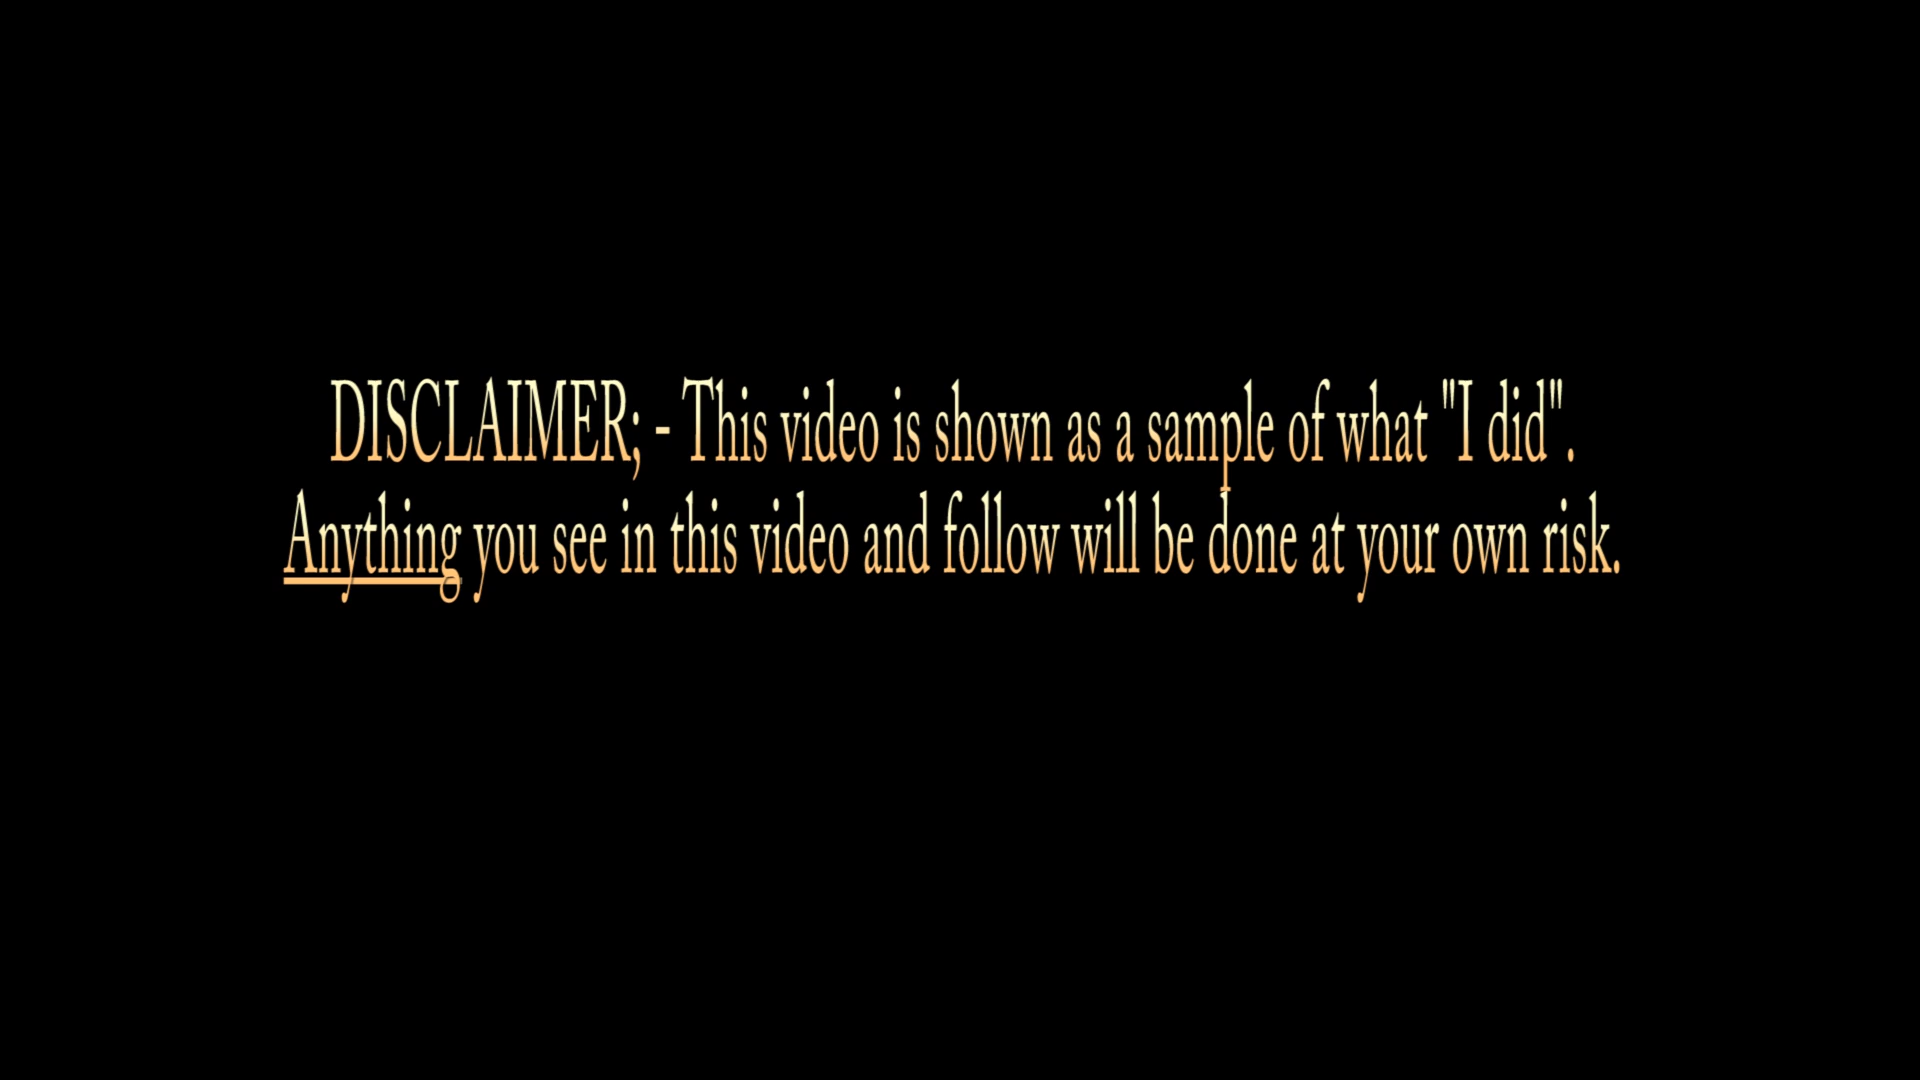 DISCLAIMER; - This video is shown as a sample of what "I did".
Anything you see in this video and follow will be done at your own risk.